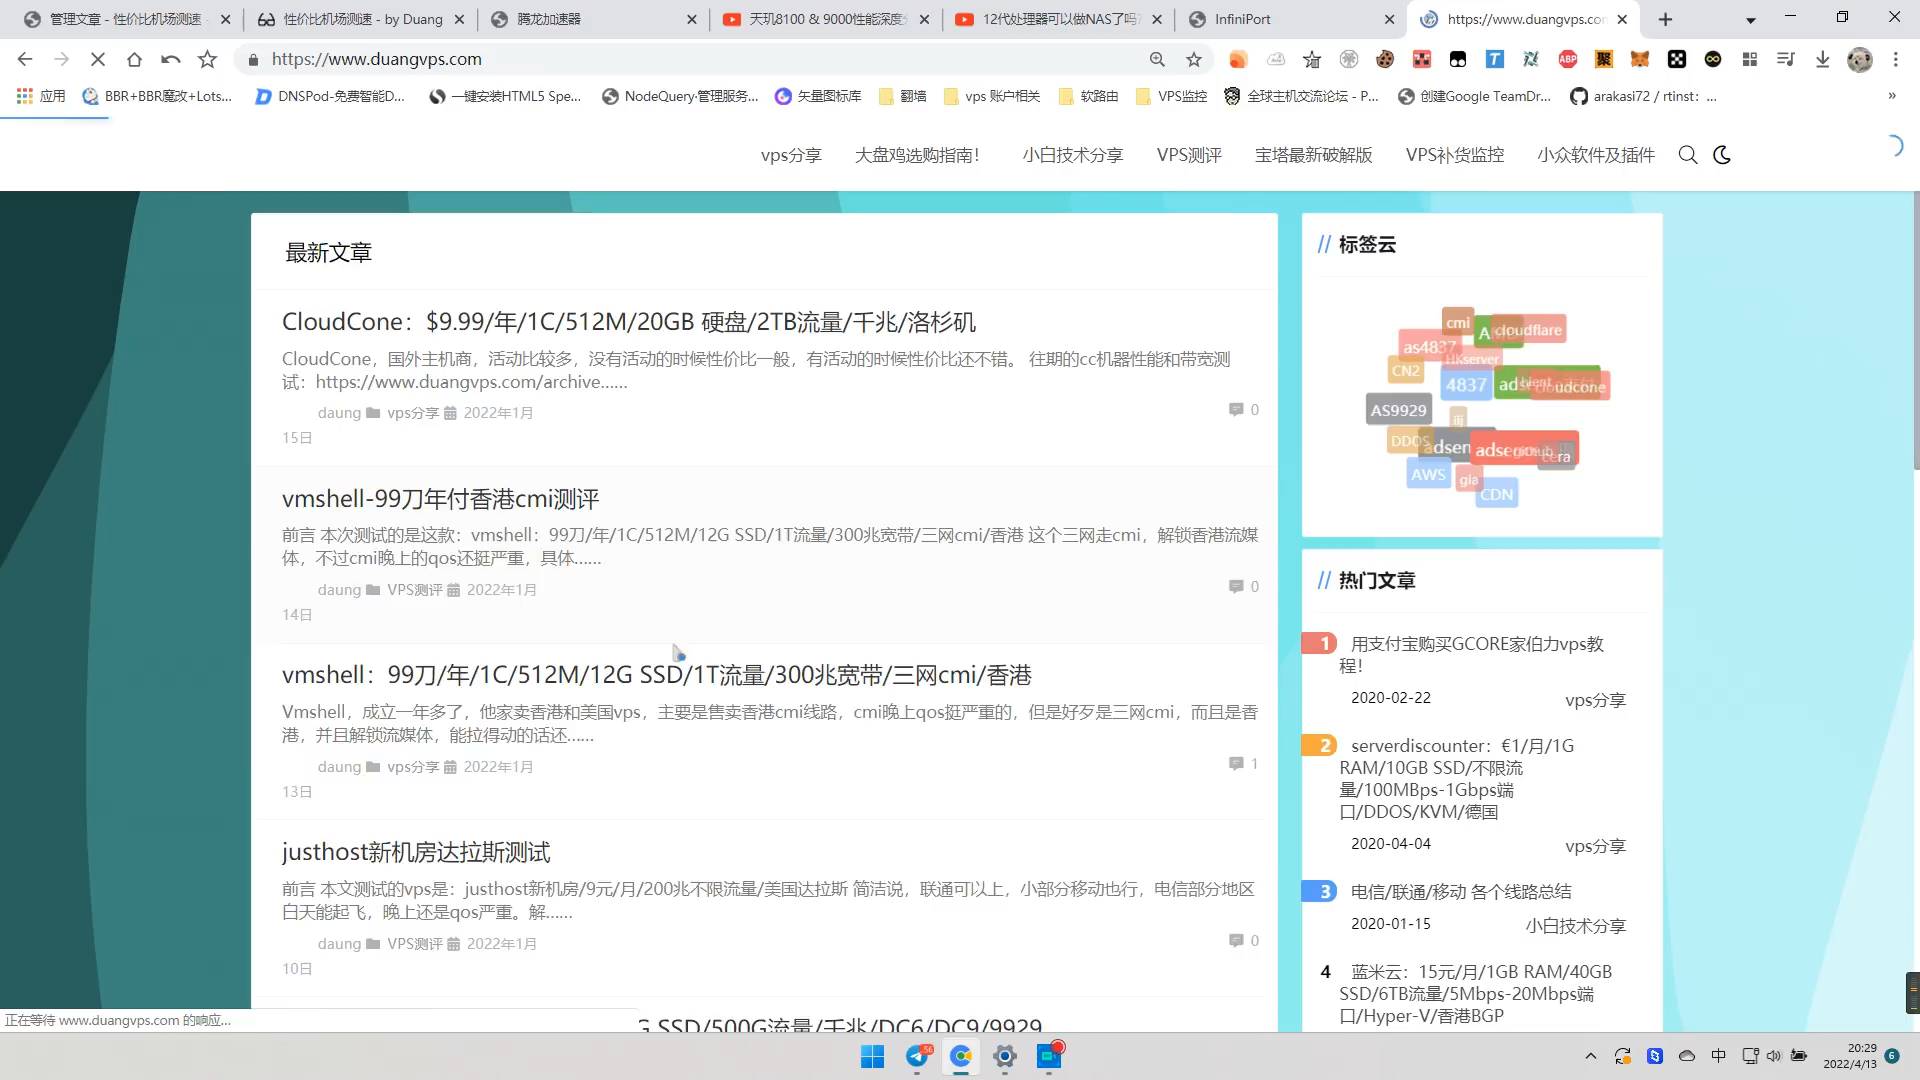 管理文章 - 性价比机场测速
性价比机场测速 - by Duang
腾龙加速器
天玑8100 & 9000性能深度
12代处理器可以做NAS了吗?
InfiniPort
https://www.duangvps.com
https://www.duangvps.com
应用
BBR+BBR魔改+Lots...
DNSPod-免费智能D...
一键安装HTML5 Spe...
NodeQuery·管理服务...
矢量图标库
翻墙
vps 账户相关
软路由
VPS监控
全球主机交流论坛 - P...
创建Google TeamDr...
arakasi72 / rtinst: ...
»
vps分享
大盘鸡选购指南!
小白技术分享
VPS测评
宝塔最新破解版
VPS补货监控
小众软件及插件
最新文章
CloudCone：$9.99/年/1C/512M/20GB 硬盘/2TB流量/千兆/洛杉矶
CloudCone，国外主机商，活动比较多，没有活动的时候性价比一般，有活动的时候性价比还不错。 往期的cc机器性能和带宽测
试：https://www.duangvps.com/archive......
daung vps分享 2022年1月
15日
0
vmshell-99刀年付香港cmi测评
前言 本次测试的是这款：vmshell：99刀/年/1C/512M/12G SSD/1T流量/300兆宽带/三网cmi/香港 这个三网走cmi，解锁香港流媒
体，不过cmi晚上的qos还挺严重，具体......
daung VPS测评 2022年1月
14日
0
vmshell：99刀/年/1C/512M/12G SSD/1T流量/300兆宽带/三网cmi/香港
Vmshell，成立一年多了，他家卖香港和美国vps，主要是售卖香港cmi线路，cmi晚上qos挺严重的，但是好歹是三网cmi，而且是香
港，并且解锁流媒体，能拉得动的话还......
daung vps分享 2022年1月
13日
1
justhost新机房达拉斯测试
前言 本文测试的vps是：justhost新机房/9元/月/200兆不限流量/美国达拉斯 简洁说，联通可以上，小部分移动也行，电信部分地区
白天能起飞，晚上还是qos严重。解......
daung VPS测评 2022年1月
10日
0
G SSD/500G流量/千兆/DC6/DC9/9929
// 标签云
cmi
cloudflare
as4837
HKserver
CN2
4837
cloudcone
AS9929
DDOS
AWS
gia
CDN
// 热门文章
1 用支付宝购买GCORE家伯力vps教
程！
2020-02-22 vps分享
2 serverdiscounter：€1/月/1G
RAM/10GB SSD/不限流
量/100MBps-1Gbps端
口/DDOS/KVM/德国
2020-04-04 vps分享
3 电信/联通/移动 各个线路总结
2020-01-15 小白技术分享
4 蓝米云：15元/月/1GB RAM/40GB
SSD/6TB流量/5Mbps-20Mbps端
口/Hyper-V/香港BGP
正在等待 www.duangvps.com 的响应...
中
20:29
2022/4/13
6